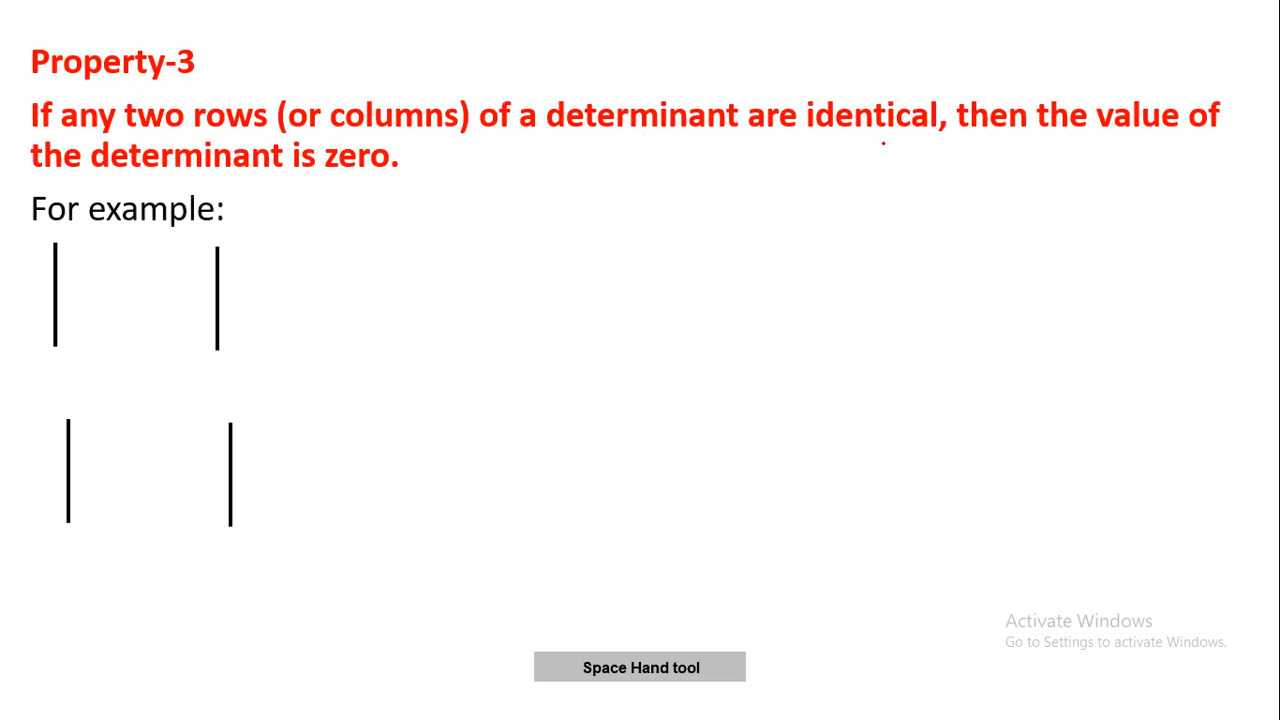 Property-3
If any two rows (or columns) of a determinant are identical, then the value of
the determinant is zero.
For example:
Activate Windows
Go to Settings to activate Windows.
Space Hand tool